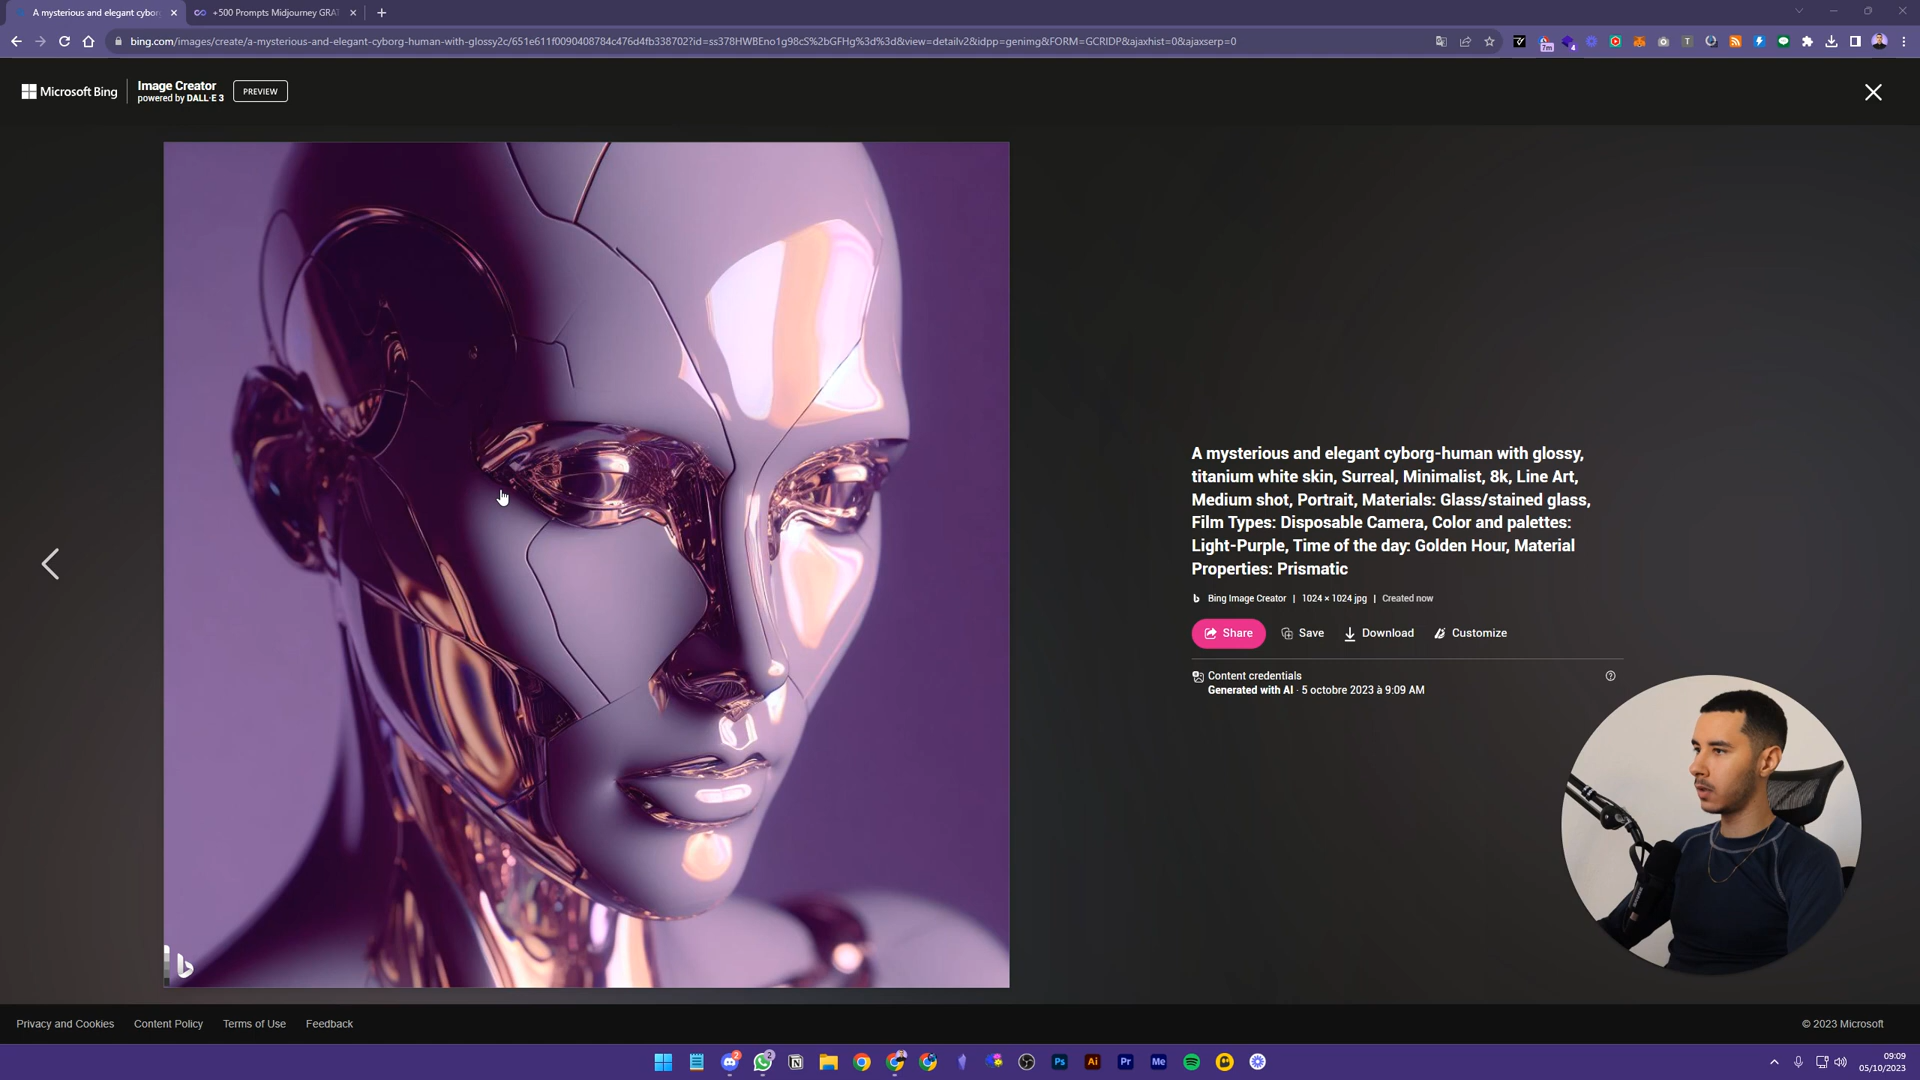 A mysterious and elegant cybor
+500 Prompts Midjourney GRA
bing.com/images/create/a-mysterious-and-elegant-cyborg-human-with-glossy2c/651e611f0090408784c476d4fb338702?id=ss378HWBEno1g98cS%2bGFHg%3d%3d&view=detailv2&idpp=genimg&FORM=GCRIDP&ajaxhist=0&ajaxserp=0
Microsoft Bing
Image Creator
powered by DALL·E 3
PREVIEW
A mysterious and elegant cyborg-human with glossy,
titanium white skin, Surreal, Minimalist, 8k, Line Art,
Medium shot, Portrait, Materials: Glass/stained glass,
Film Types: Disposable Camera, Color and palettes:
Light-Purple, Time of the day: Golden Hour, Material
Properties: Prismatic
Bing Image Creator | 1024 × 1024 jpg | Created now
Share
Save
Download
Customize
Content credentials
Generated with AI · 5 octobre 2023 à 9:09 AM
Privacy and Cookies
Content Policy
Terms of Use
Feedback
© 2023 Microsoft
Ps
Ai
Pr
Me
09:09
05/10/2023